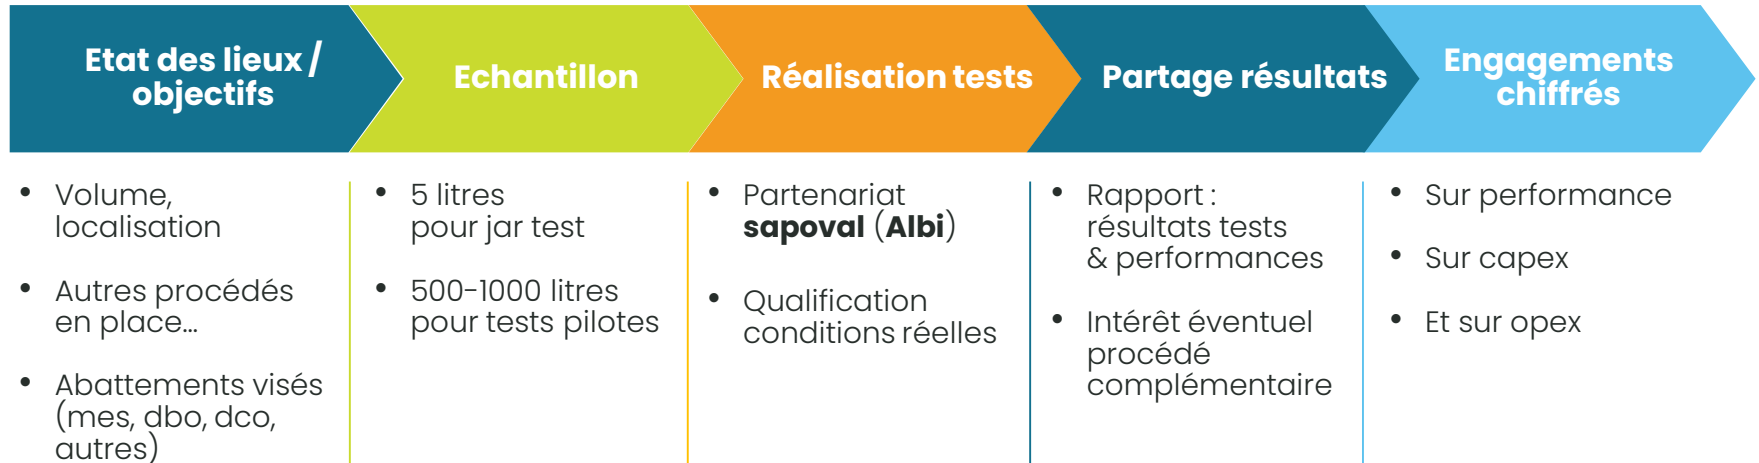 Etat des lieux /
objectifs
Echantillon
Réalisation tests
Partage résultats
Engagements
chiffrés
• Volume,
localisation
• Autres procédés
en place...
• Abattements visés
(mes, dbo, dco,
autres)
• 5 litres
pour jar test
• 500-1000 litres
pour tests pilotes
• Partenariat
sapoval (Albi)
• Qualification
conditions réelles
• Rapport :
résultats tests
& performances
• Intérêt éventuel
procédé
complémentaire
• Sur performance
• Sur capex
• Et sur opex